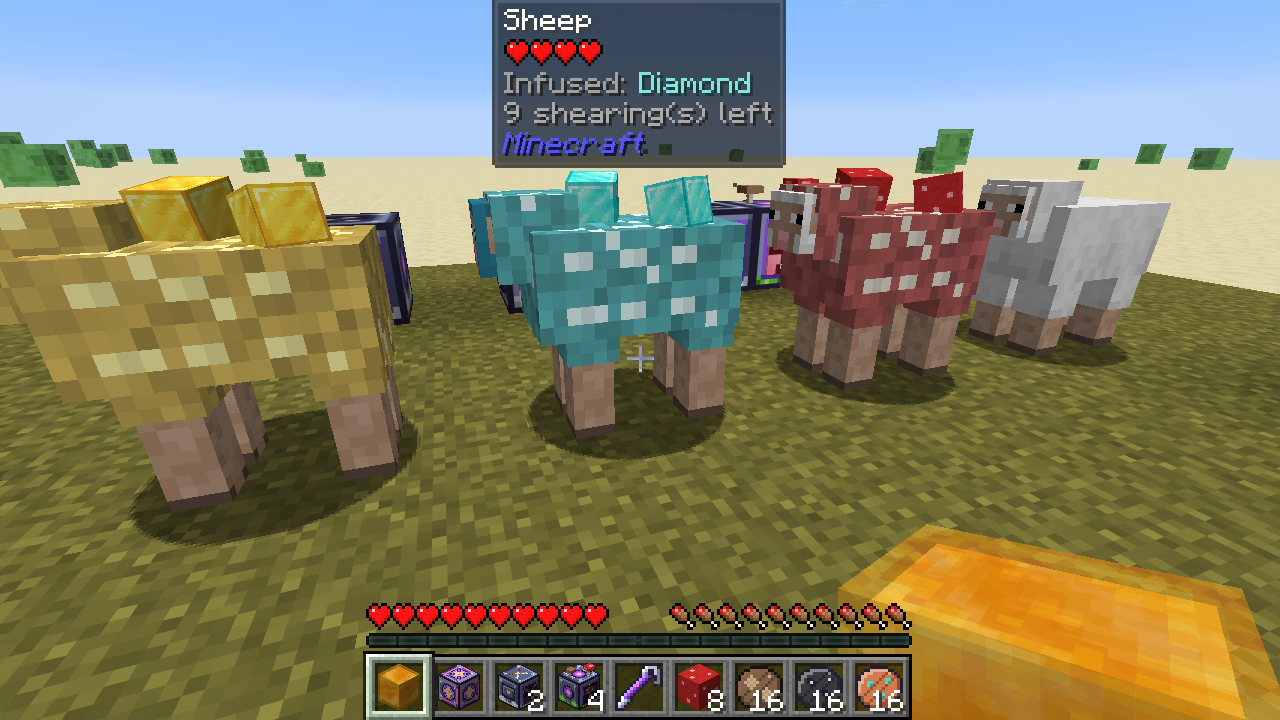 Sheep
Infused: Diamond
9 shearing(s) left
Minecraft
2
4
8
16
16
16